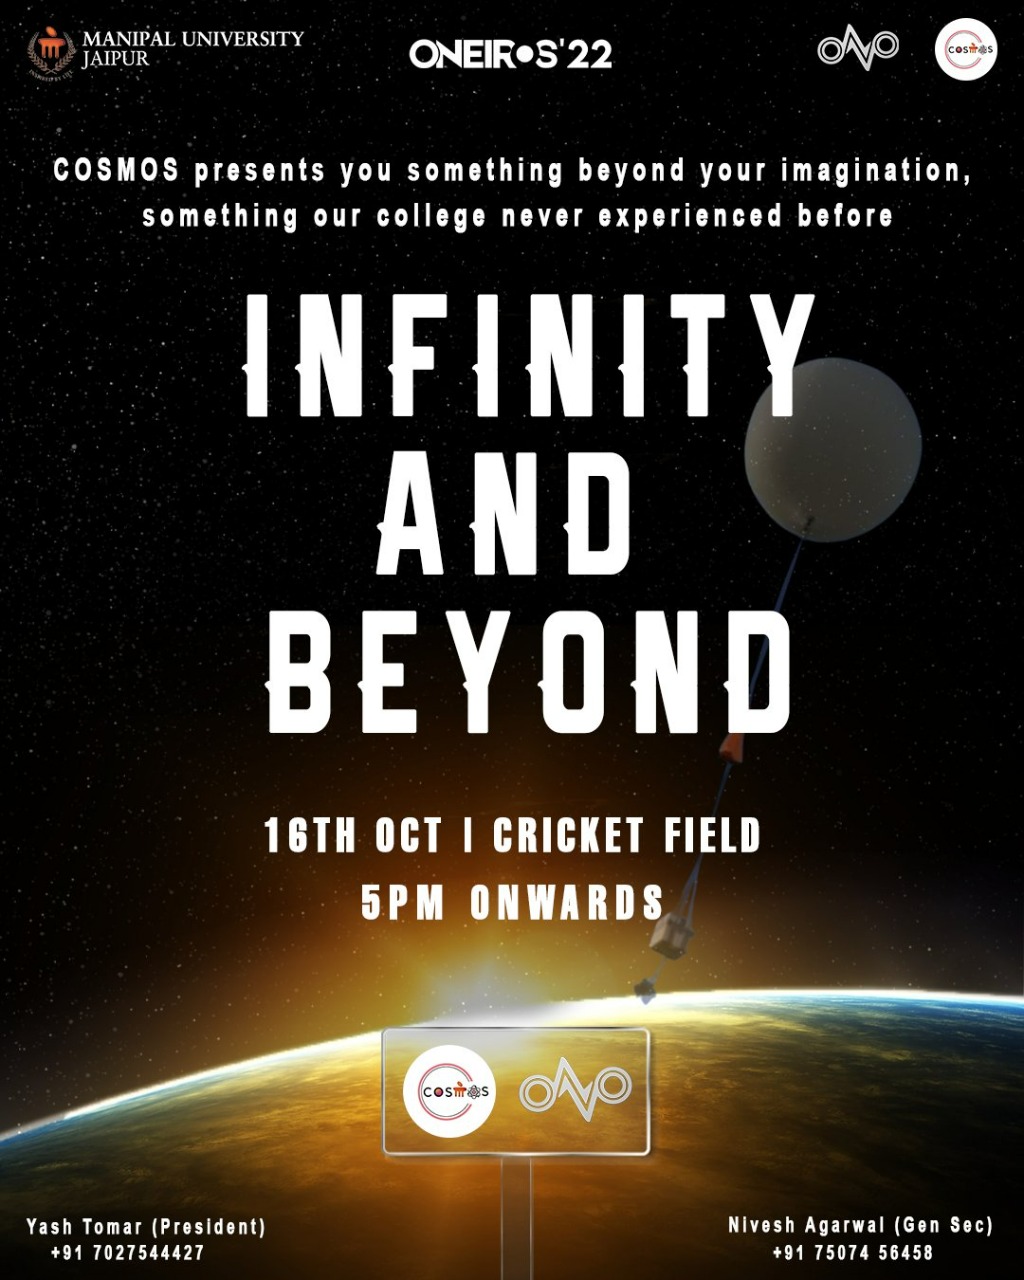 MANIPAL UNIVERSITY
JAIPUR
ONEIROS'22
ONO
COSMOS
COSMOS presents you something beyond your imagination,
something our college never experienced before
INFINITY
AND
BEYOND
16TH OCT | CRICKET FIELD
5PM ONWARDS
COSMOS
ONO
Yash Tomar (President)
+91 7027544427
Nivesh Agarwal (Gen Sec)
+91 75074 56458